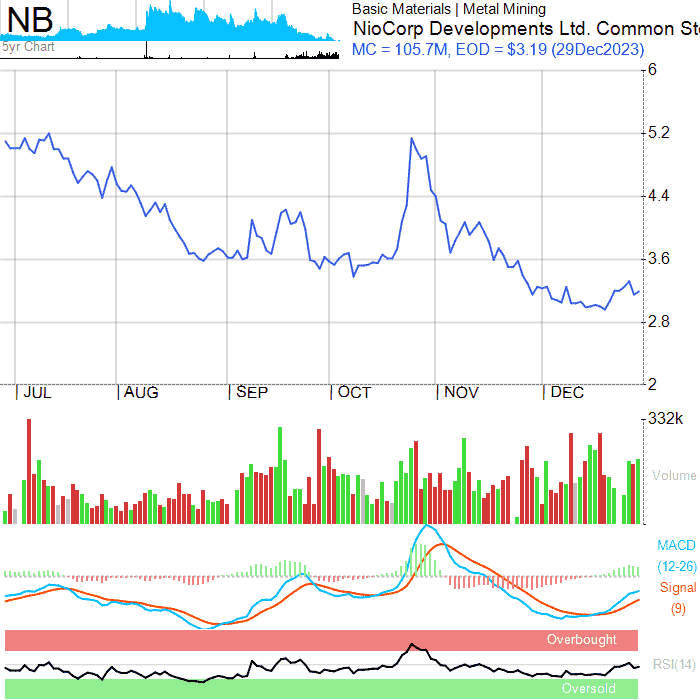 NB
5yr Chart
Basic Materials | Metal Mining
NioCorp Developments Ltd. Common Sto
MC = 105.7M, EOD = $3.19 (29Dec2023)
6
5.2
4.4
3.6
2.8
2
JUL AUG SEP OCT NOV DEC
332k
Volume
MACD
(12-26)
Signal
(9)
Overbought
RSI(14)
Oversold